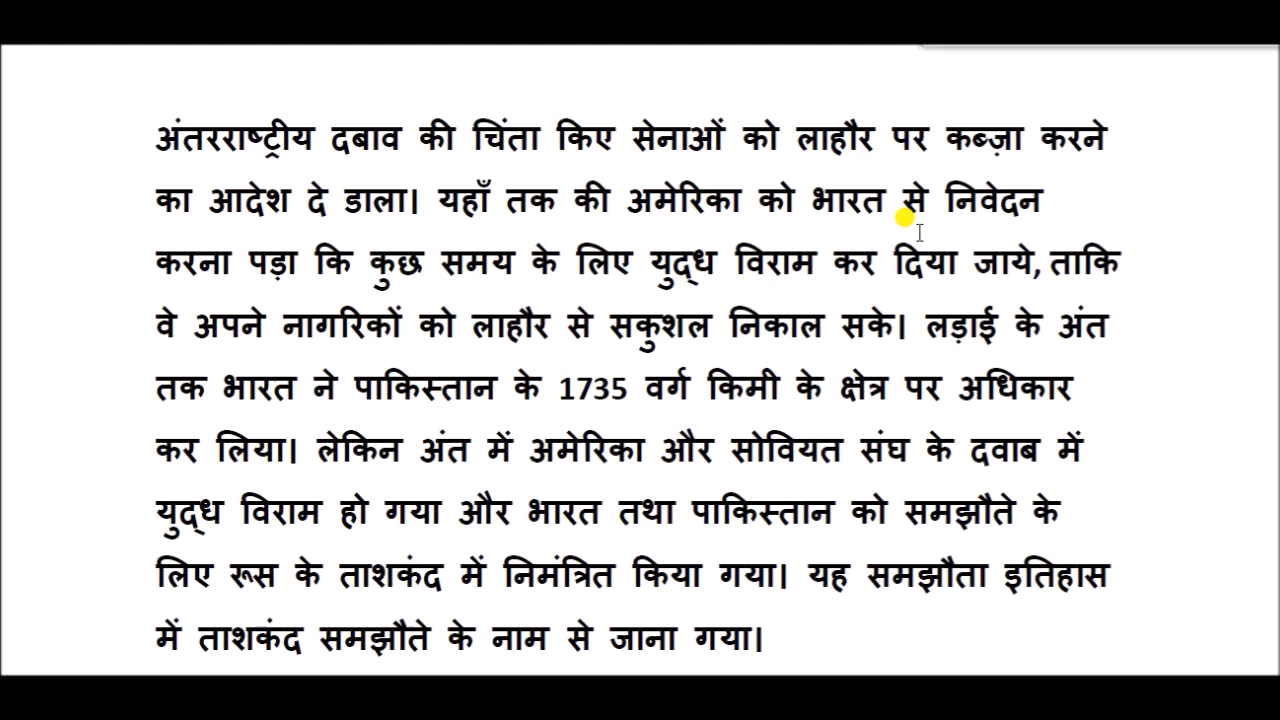 अंतरराष्ट्रीय दबाव की चिंता किए सेनाओं को लाहौर पर कब्ज़ा करने
का आदेश दे डाला। यहाँ तक की अमेरिका को भारत से निवेदन
करना पड़ा कि कुछ समय के लिए युद्ध विराम कर दिया जाये, ताकि
वे अपने नागरिकों को लाहौर से सकुशल निकाल सके। लड़ाई के अंत
तक भारत ने पाकिस्तान के 1735 वर्ग किमी के क्षेत्र पर अधिकार
कर लिया। लेकिन अंत में अमेरिका और सोवियत संघ के दवाब में
युद्ध विराम हो गया और भारत तथा पाकिस्तान को समझौते के
लिए रूस के ताशकंद में निमंत्रित किया गया। यह समझौता इतिहास
में ताशकंद समझौते के नाम से जाना गया।